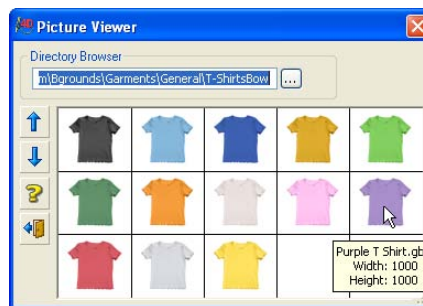 Picture Viewer
Directory Browser
m\Bgrounds\Garments\General\T-ShirtsBow
...
Purple T Shirt.gb
Width: 1000
Height: 1000